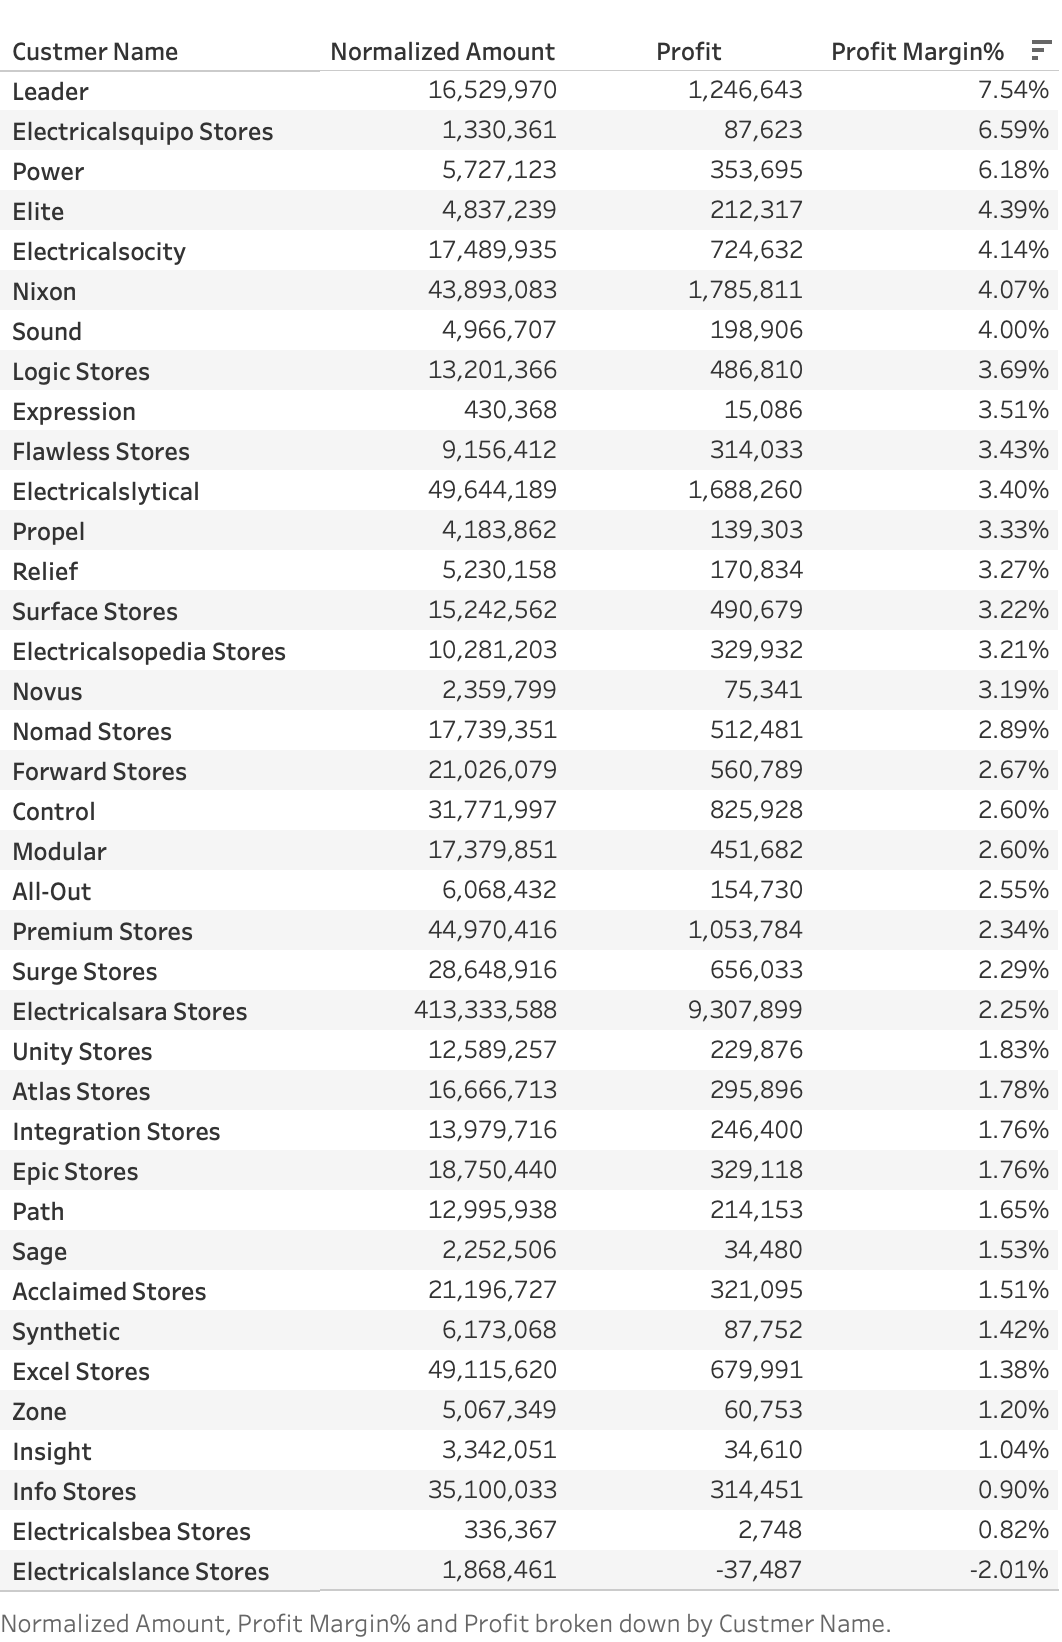 Custmer Name Normalized Amount Profit Profit Margin%
Leader 16,529,970 1,246,643 7.54%
Electricalsquipo Stores 1,330,361 87,623 6.59%
Power 5,727,123 353,695 6.18%
Elite 4,837,239 212,317 4.39%
Electricalsocity 17,489,935 724,632 4.14%
Nixon 43,893,083 1,785,811 4.07%
Sound 4,966,707 198,906 4.00%
Logic Stores 13,201,366 486,810 3.69%
Expression 430,368 15,086 3.51%
Flawless Stores 9,156,412 314,033 3.43%
Electricalslytical 49,644,189 1,688,260 3.40%
Propel 4,183,862 139,303 3.33%
Relief 5,230,158 170,834 3.27%
Surface Stores 15,242,562 490,679 3.22%
Electricalsopedia Stores 10,281,203 329,932 3.21%
Novus 2,359,799 75,341 3.19%
Nomad Stores 17,739,351 512,481 2.89%
Forward Stores 21,026,079 560,789 2.67%
Control 31,771,997 825,928 2.60%
Modular 17,379,851 451,682 2.60%
All-Out 6,068,432 154,730 2.55%
Premium Stores 44,970,416 1,053,784 2.34%
Surge Stores 28,648,916 656,033 2.29%
Electricalsara Stores 413,333,588 9,307,899 2.25%
Unity Stores 12,589,257 229,876 1.83%
Atlas Stores 16,666,713 295,896 1.78%
Integration Stores 13,979,716 246,400 1.76%
Epic Stores 18,750,440 329,118 1.76%
Path 12,995,938 214,153 1.65%
Sage 2,252,506 34,480 1.53%
Acclaimed Stores 21,196,727 321,095 1.51%
Synthetic 6,173,068 87,752 1.42%
Excel Stores 49,115,620 679,991 1.38%
Zone 5,067,349 60,753 1.20%
Insight 3,342,051 34,610 1.04%
Info Stores 35,100,033 314,451 0.90%
Electricalsbea Stores 336,367 2,748 0.82%
Electricalslance Stores 1,868,461 -37,487 -2.01%
Normalized Amount, Profit Margin% and Profit broken down by Custmer Name.